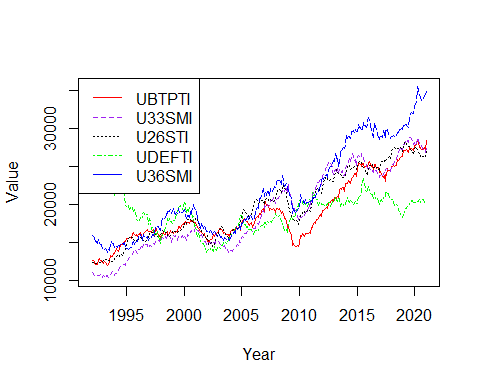 UBTPTI
U33SMI
U26STI
UDEFTI
U36SMI
Value
10000
20000
30000
1995
2000
2005
2010
2015
2020
Year